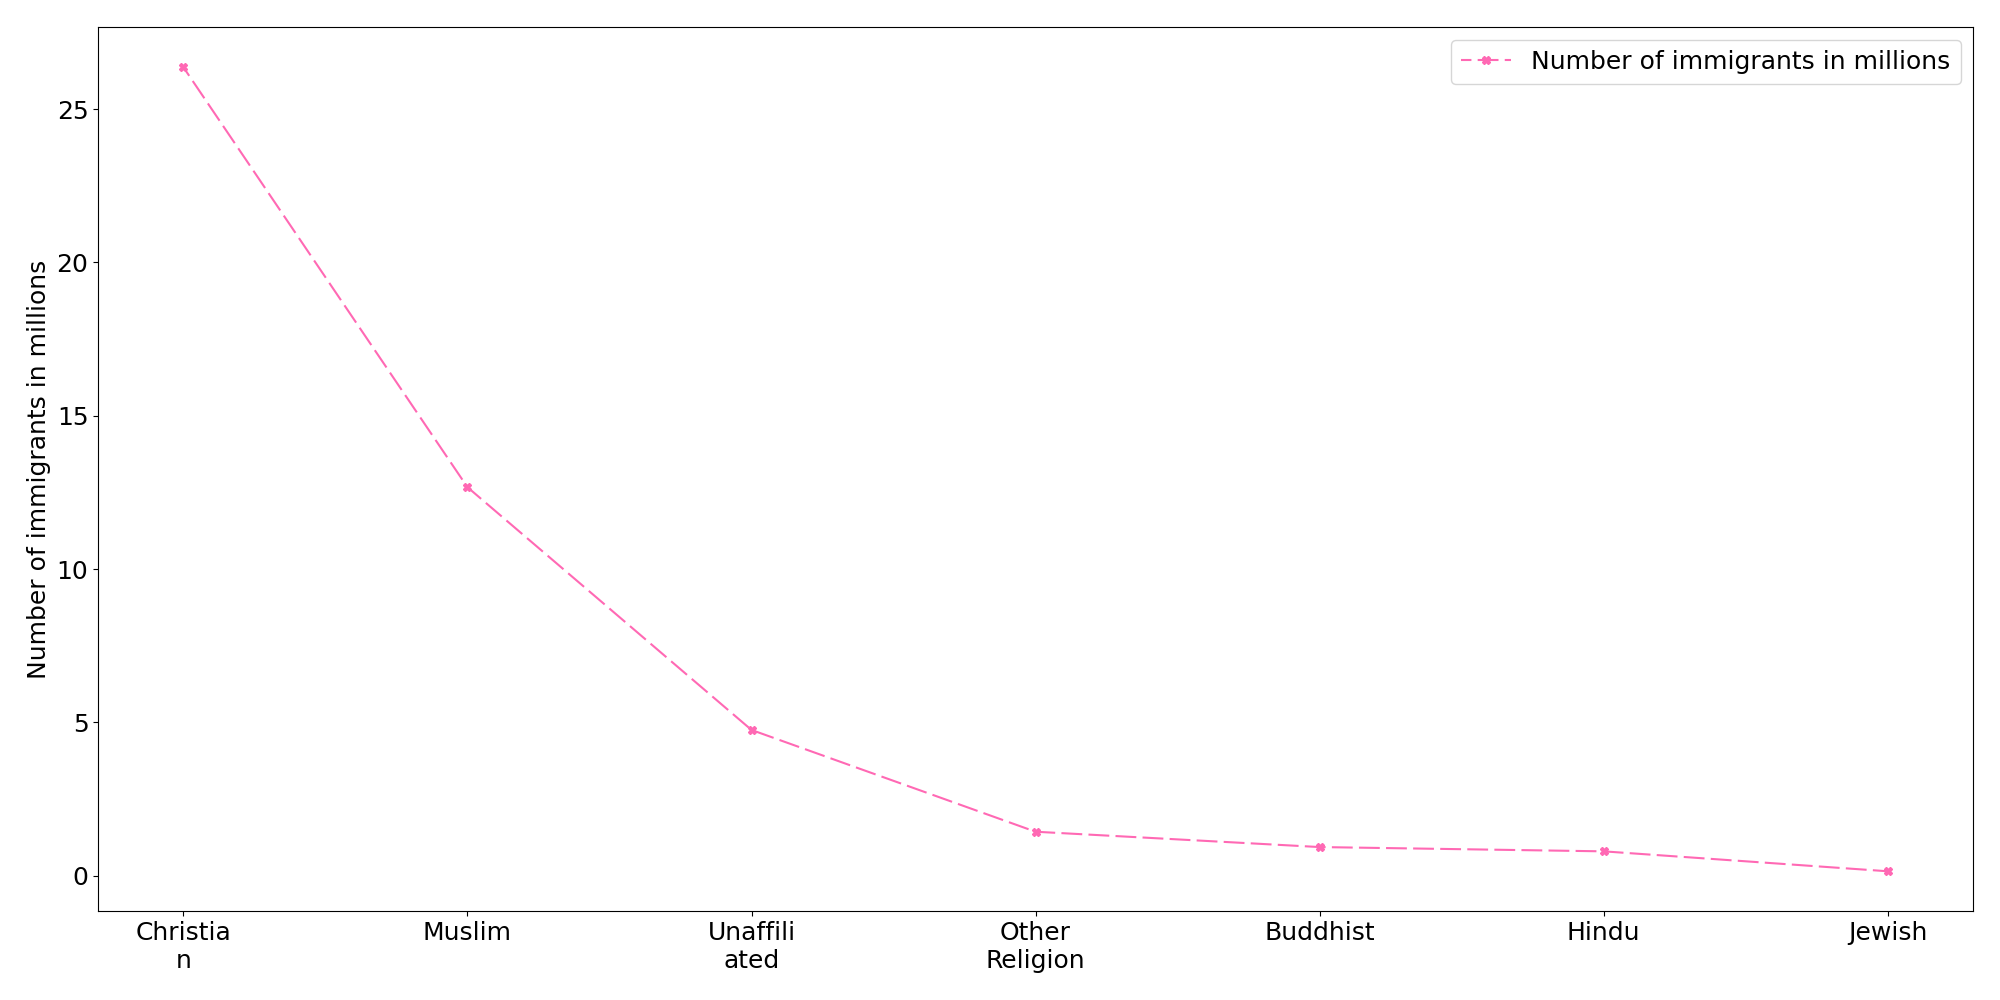 Number of immigrants in millions
25
20
15
10
5
0
Number of immigrants in millions
Christia
n
Muslim
Unaffili
ated
Other
Religion
Buddhist
Hindu
Jewish